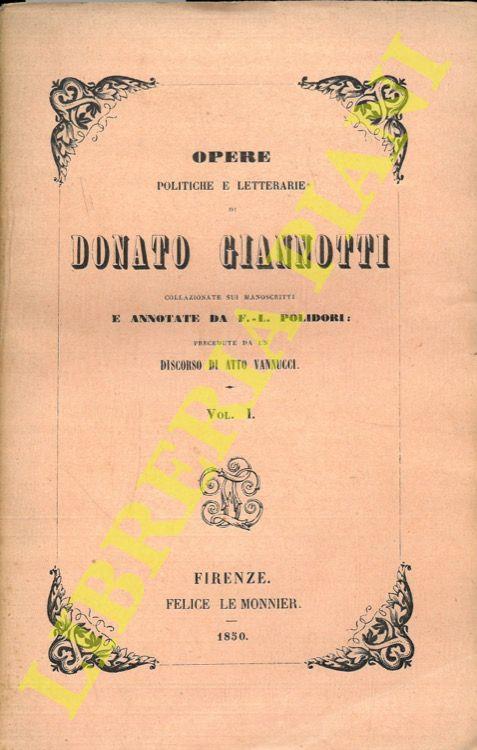 OPERE
POLITICHE E LETTERARIE
DI
DONATO GIANNOTTI
COLLAZIONATE SUI MANOSCRITTI
E ANNOTATE DA F.-L. POLIDORI:
PRECEDUTE DA UN
DISCORSO DI ATTO VANNUCCI.
VOL. I.
FIRENZE.
FELICE LE MONNIER.
1850.
LIBRERIA PIANI